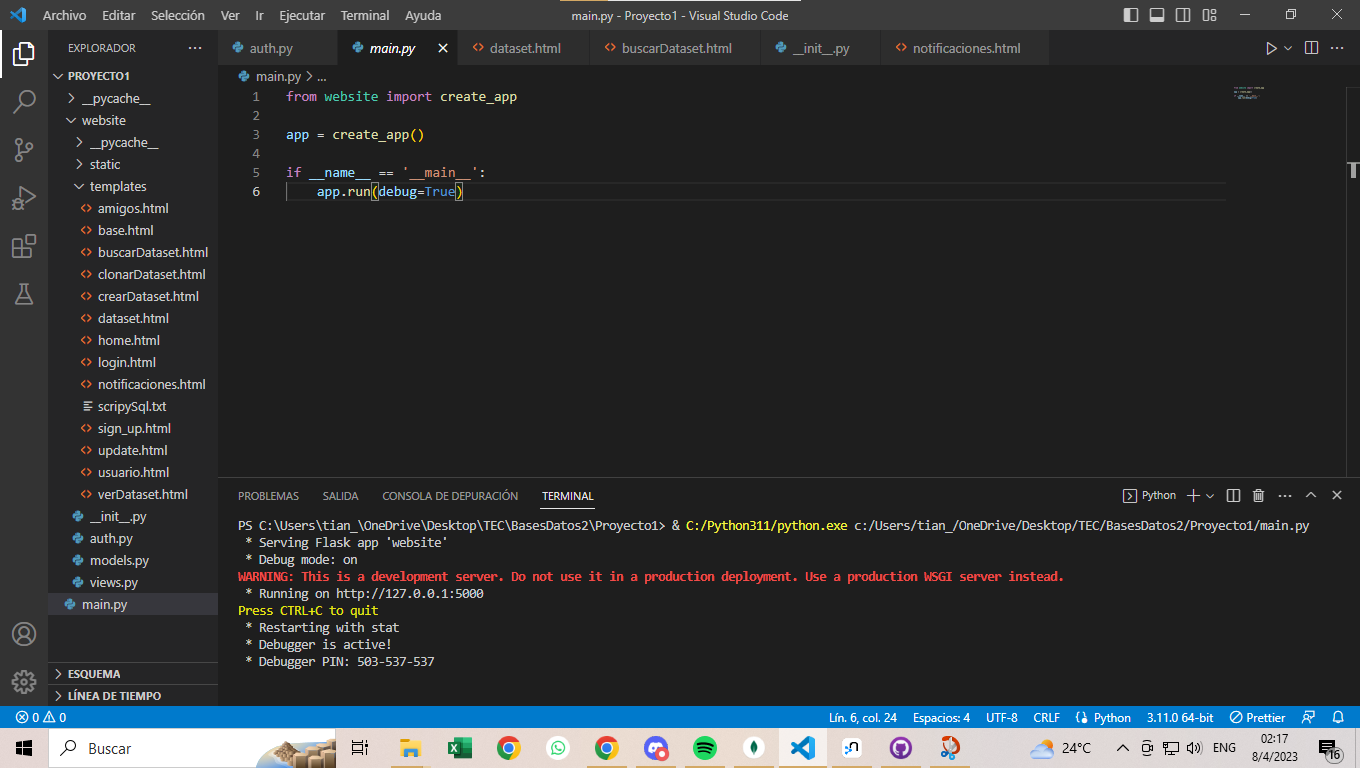 Archivo Editar Selección Ver Ir Ejecutar Terminal Ayuda
main.py - Proyecto1 - Visual Studio Code
EXPLORADOR
PROYECTO1
__pycache__
website
__pycache__
static
templates
amigos.html
base.html
buscarDataset.html
clonarDataset.html
crearDataset.html
dataset.html
home.html
login.html
notificaciones.html
scripySql.txt
sign_up.html
update.html
usuario.html
verDataset.html
__init__.py
auth.py
models.py
views.py
main.py
ESQUEMA
LÍNEA DE TIEMPO
auth.py main.py dataset.html buscarDataset.html __init__.py notificaciones.html
main.py > ...
1 from website import create_app
2
3 app = create_app()
4
5 if __name__ == '__main__':
6 app.run(debug=True)
PROBLEMAS SALIDA CONSOLA DE DEPURACIÓN TERMINAL
Python
PS C:\Users\tian_\OneDrive\Desktop\TEC\BasesDatos2\Proyecto1> & C:/Python311/python.exe c:/Users/tian_/OneDrive/Desktop/TEC/BasesDatos2/Proyecto1/main.py
* Serving Flask app 'website'
* Debug mode: on
WARNING: This is a development server. Do not use it in a production deployment. Use a production WSGI server instead.
* Running on http://127.0.0.1:5000
Press CTRL+C to quit
* Restarting with stat
* Debugger is active!
* Debugger PIN: 503-537-537
0 0
Lín. 6, col. 24 Espacios: 4 UTF-8 CRLF Python 3.11.0 64-bit Prettier
Buscar
24°C
ENG
02:17
8/4/2023
16